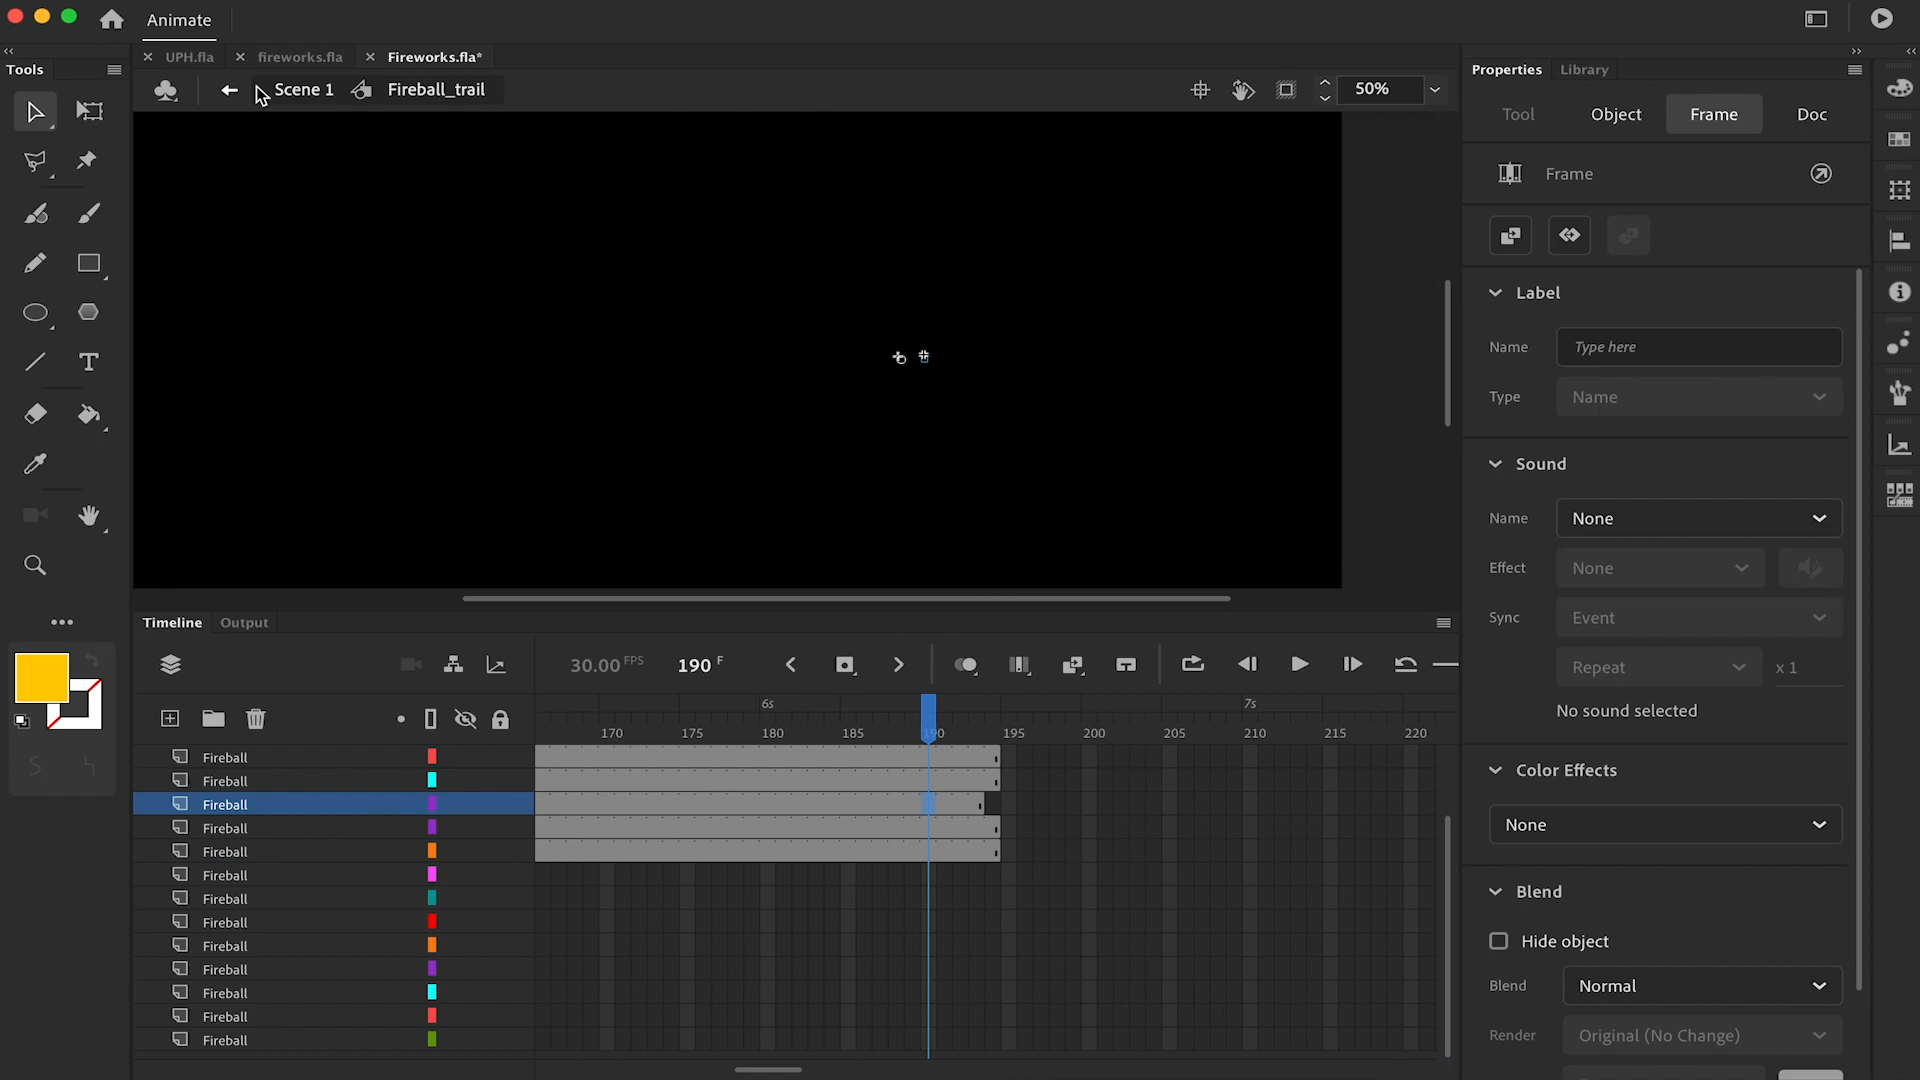 Animate
UPH.fla
fireworks.fla
Fireworks.fla*
Tools
Scene 1
Fireball_trail
50%
Properties
Library
Tool
Object
Frame
Doc
Frame
Label
Name
Type here
Type
Name
Sound
Name
None
Effect
None
Sync
Event
Repeat
x 1
No sound selected
Color Effects
None
Blend
Hide object
Blend
Normal
Render
Original (No Change)
Timeline
Output
30.00 FPS
190 F
6s
7s
170 175 180 185 190 195 200 205 210 215 220
Fireball
Fireball
Fireball
Fireball
Fireball
Fireball
Fireball
Fireball
Fireball
Fireball
Fireball
Fireball
Fireball